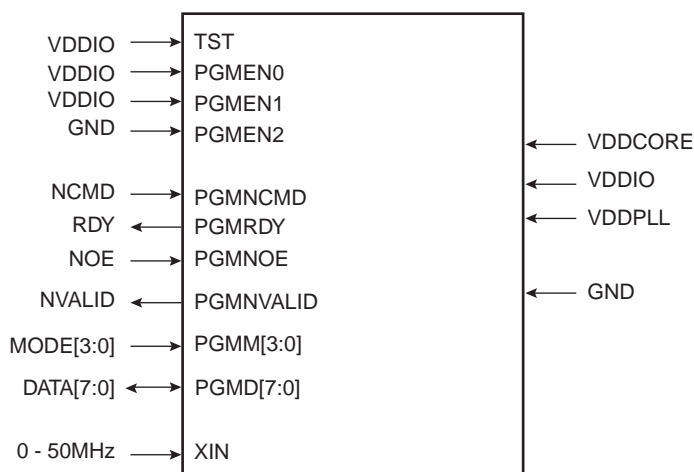 VDDIO TST
VDDIO PGMEN0
VDDIO PGMEN1
GND PGMEN2
VDDCORE
VDDIO
NCMD PGMNCMD
VDDPLL
RDY PGMRDY
NOE PGMNOE
GND
NVALID PGMNVALID
MODE[3:0] PGMM[3:0]
DATA[7:0] PGMD[7:0]
0 - 50MHz XIN